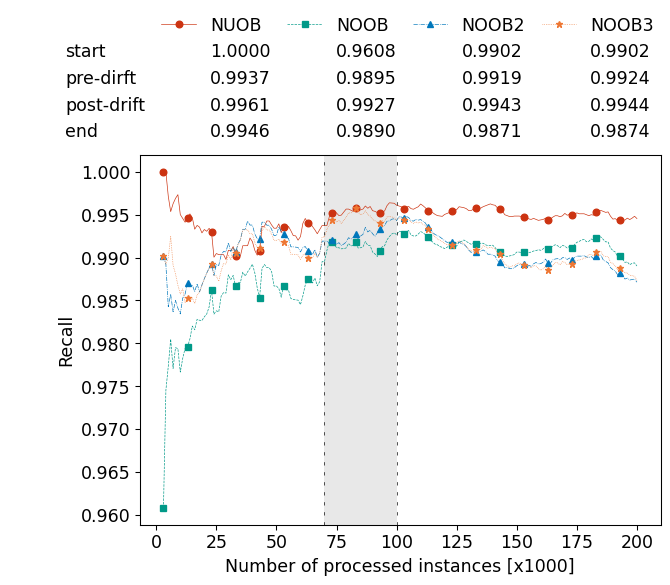 NUOB NOOB NOOB2 NOOB3
start 1.0000 0.9608 0.9902 0.9902
pre-dirft 0.9937 0.9895 0.9919 0.9924
post-drift 0.9961 0.9927 0.9943 0.9944
end 0.9946 0.9890 0.9871 0.9874
1.000
0.995
0.990
0.985
0.980
0.975
0.970
0.965
0.960
Recall
0 25 50 75 100 125 150 175 200
Number of processed instances [x1000]